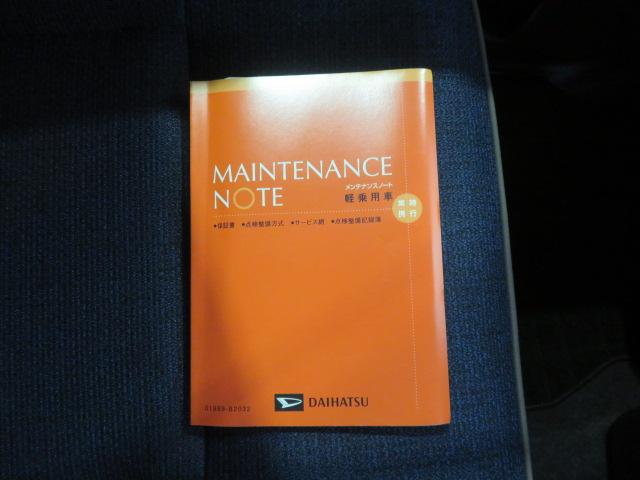 MAINTENANCE
NOTE
メンテナンスノート
軽乗用車
常時
携行
●保証書 ●点検整備方式 ●サービス網 ●点検整備記録簿
01999-B2032
DAIHATSU